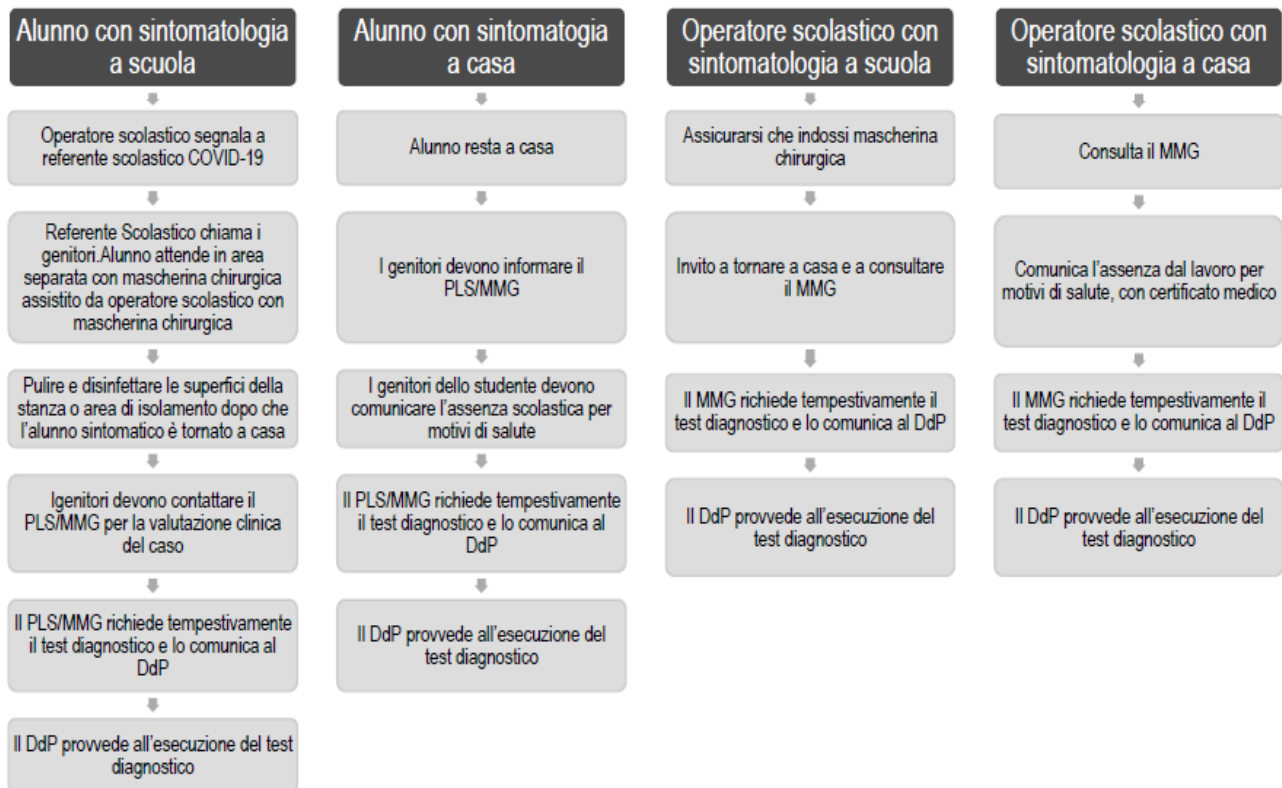 Alunno con sintomatologia
a scuola
Operatore scolastico segnala a
referente scolastico COVID-19
Referente Scolastico chiama i
genitori.Alunno attende in area
separata con mascherina chirurgica
assistito da operatore scolastico con
mascherina chirurgica
Pulire e disinfettare le superfici della
stanza o area di isolamento dopo che
l'alunno sintomatico è tornato a casa
Igenitori devono contattare il
PLS/MMG per la valutazione clinica
del caso
Il PLS/MMG richiede tempestivamente
il test diagnostico e lo comunica al
DdP
Il DdP provvede all'esecuzione del test
diagnostico
Alunno con sintomatogia
a casa
Alunno resta a casa
I genitori devono informare il
PLS/MMG
I genitori dello studente devono
comunicare l'assenza scolastica per
motivi di salute
Il PLS/MMG richiede tempestivamente
il test diagnostico e lo comunica al
DdP
Il DdP provvede all'esecuzione del
test diagnostico
Operatore scolastico con
sintomatologia a scuola
Assicurarsi che indossi mascherina
chirurgica
Invito a tornare a casa e a consultare
il MMG
Il MMG richiede tempestivamente il
test diagnostico e lo comunica al DdP
Il DdP provvede all'esecuzione del
test diagnostico
Operatore scolastico con
sintomatologia a casa
Consulta il MMG
Comunica l'assenza dal lavoro per
motivi di salute, con certificato medico
Il MMG richiede tempestivamente il
test diagnostico e lo comunica al DdP
Il DdP provvede all'esecuzione del
test diagnostico